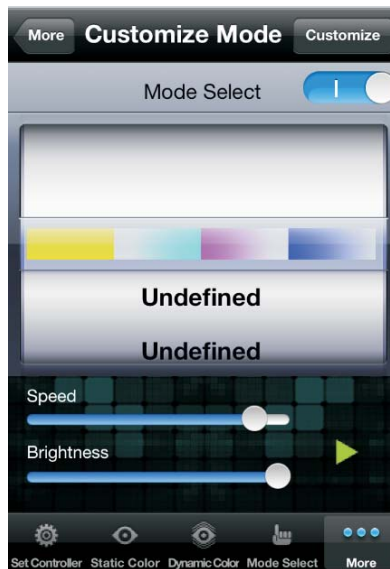 More Customize Mode Customize
Mode Select
Undefined
Undefined
Speed
Brightness
Set Controller Static Color Dynamic Color Mode Select More